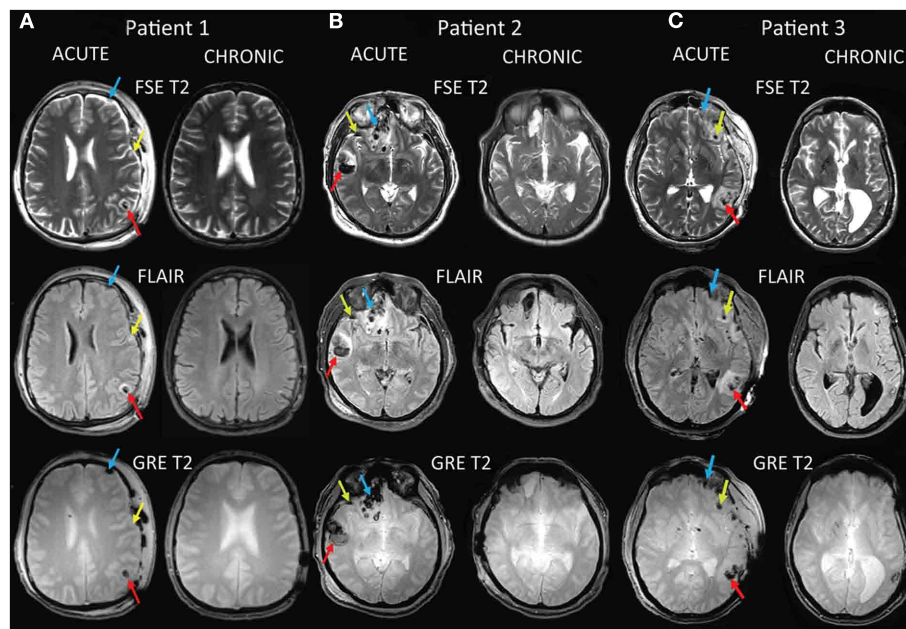 A Patient 1 B Patient 2 C Patient 3
ACUTE CHRONIC ACUTE CHRONIC ACUTE CHRONIC
FSE T2 FSE T2 FSE T2
FLAIR FLAIR FLAIR
GRE T2 GRE T2 GRE T2